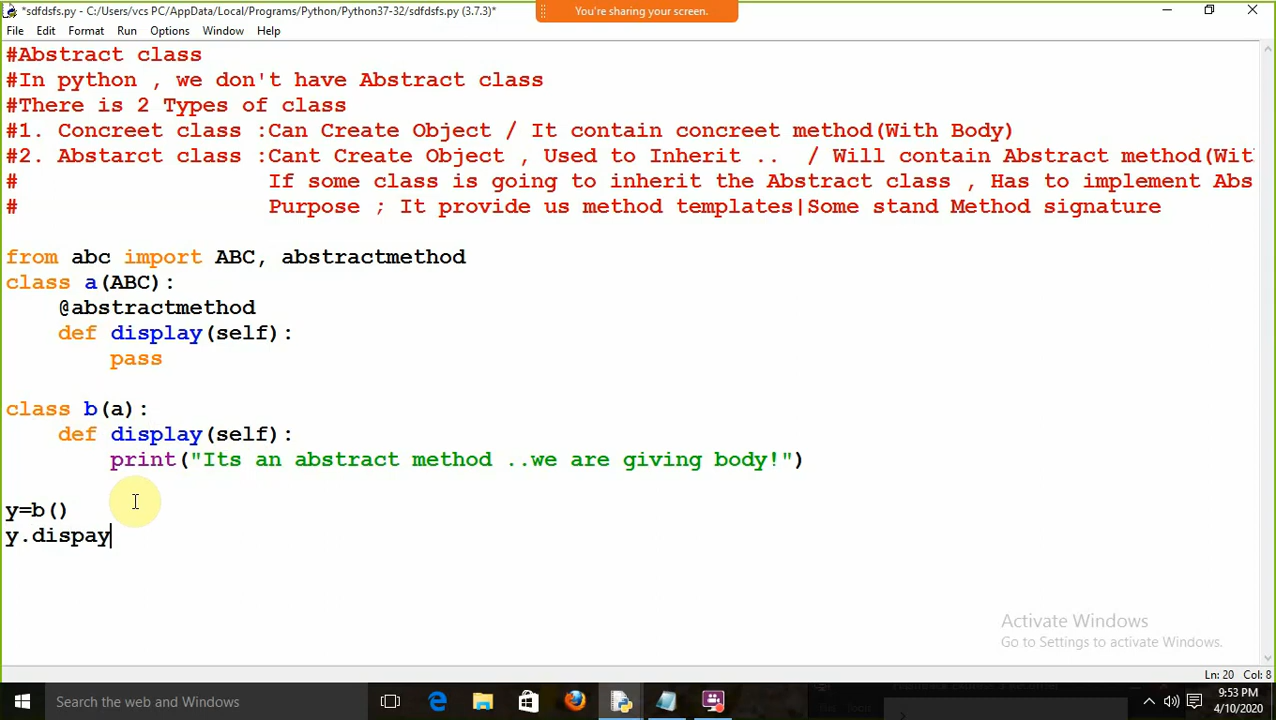 *sdfdsfs.py - C:/Users/vcs PC/AppData/Local/Programs/Python/Python37-32/sdfdsfs.py (3.7.3)*
You're sharing your screen.
File Edit Format Run Options Window Help
#Abstract class
#In python , we don't have Abstract class
#There is 2 Types of class
#1. Concreet class :Can Create Object / It contain concreet method(With Body)
#2. Abstarct class :Cant Create Object , Used to Inherit .. / Will contain Abstract method(Wit
# If some class is going to inherit the Abstract class , Has to implement Abs
# Purpose ; It provide us method templates|Some stand Method signature
from abc import ABC, abstractmethod
class a(ABC):
@abstractmethod
def display(self):
pass
class b(a):
def display(self):
print("Its an abstract method ..we are giving body!")
y=b()
y.dispay
Activate Windows
Go to Settings to activate Windows.
Ln: 20 Col: 8
Search the web and Windows
9:53 PM
4/10/2020